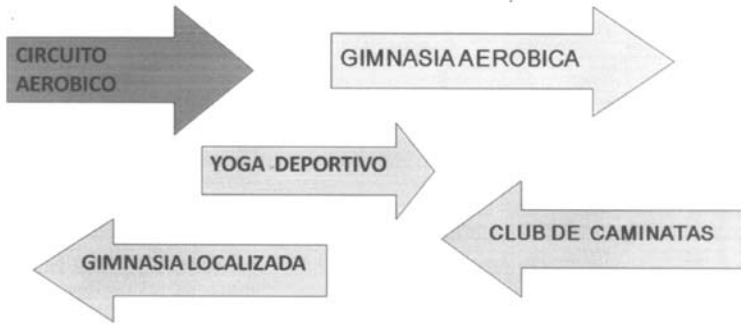 CIRCUITO
AEROBICO
GIMNASIA AEROBICA
YOGA DEPORTIVO
CLUB DE CAMINATAS
GIMNASIA LOCALIZADA